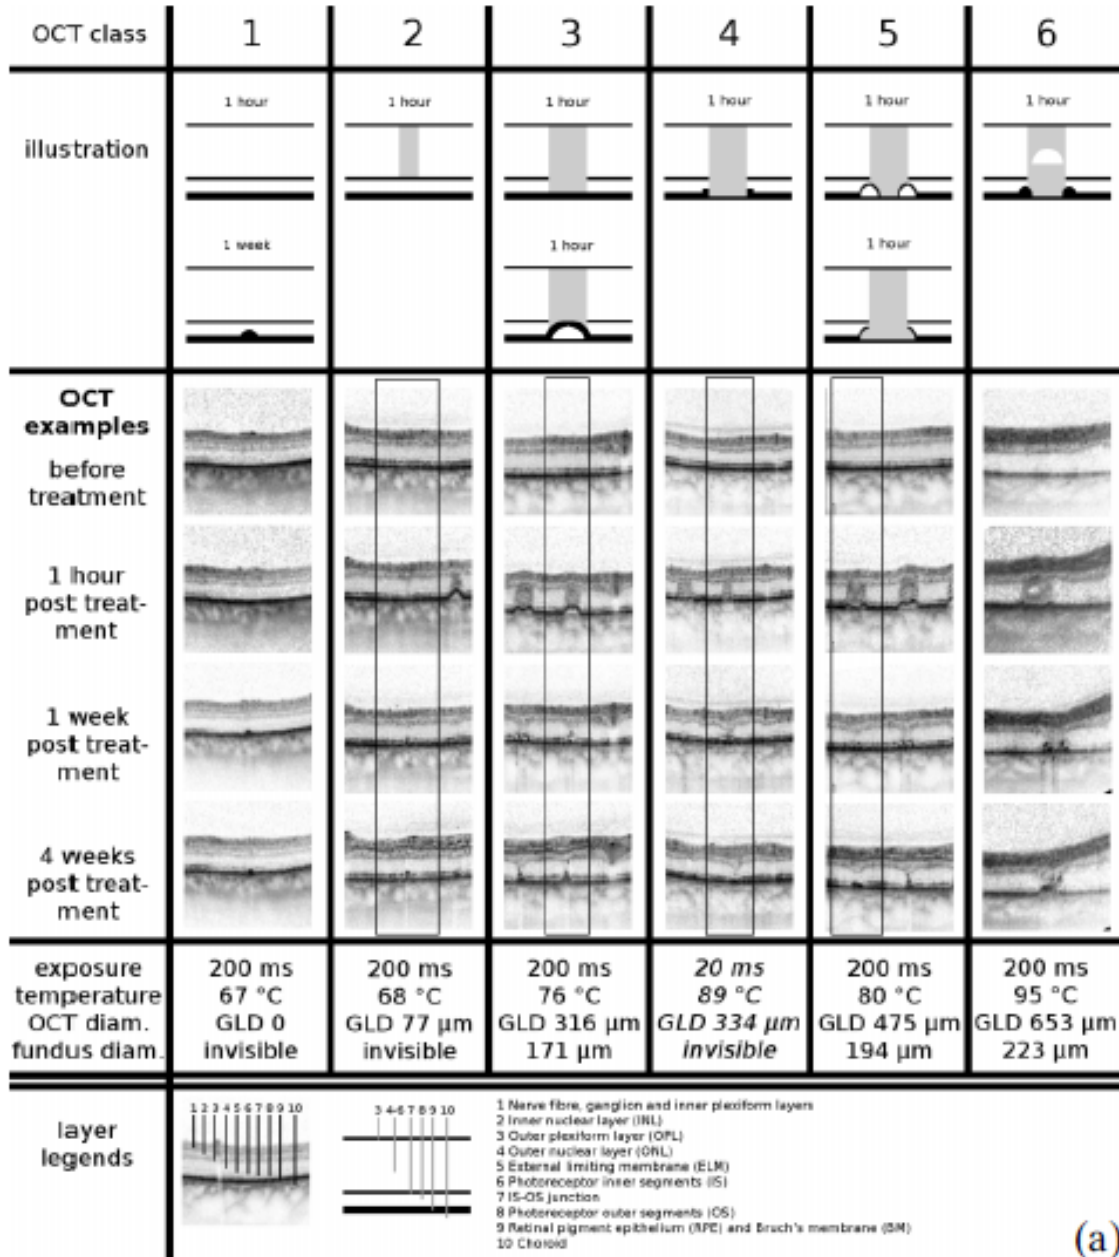 OCT class 1 2 3 4 5 6
illustration
1 hour 1 hour 1 hour 1 hour 1 hour 1 hour
1 week 1 hour 1 hour
OCT
examples
before
treatment
1 hour
post treat-
ment
1 week
post treat-
ment
4 weeks
post treat-
ment
exposure 200 ms 200 ms 200 ms 20 ms 200 ms 200 ms
temperature 67 °C 68 °C 76 °C 89 °C 80 °C 95 °C
OCT diam. GLD 0 GLD 77 µm GLD 316 µm GLD 334 µm GLD 475 µm GLD 653 µm
fundus diam. invisible invisible 171 µm invisible 194 µm 223 µm
layer
legends
1 2 3 4 5 6 7 8 9 10
3 4-6 7 8 9 10
1 Nerve fibre, ganglion and inner plexiform layers
2 Inner nuclear layer (INL)
3 Outer plexiform layer (OPL)
4 Outer nuclear layer (ONL)
5 External limiting membrane (ELM)
6 Photoreceptor inner segments (IS)
7 IS-OS junction
8 Photoreceptor outer segments (OS)
9 Retinal pigment epithelium (RPE) and Bruch's membrane (BM)
10 Choroid
(a)